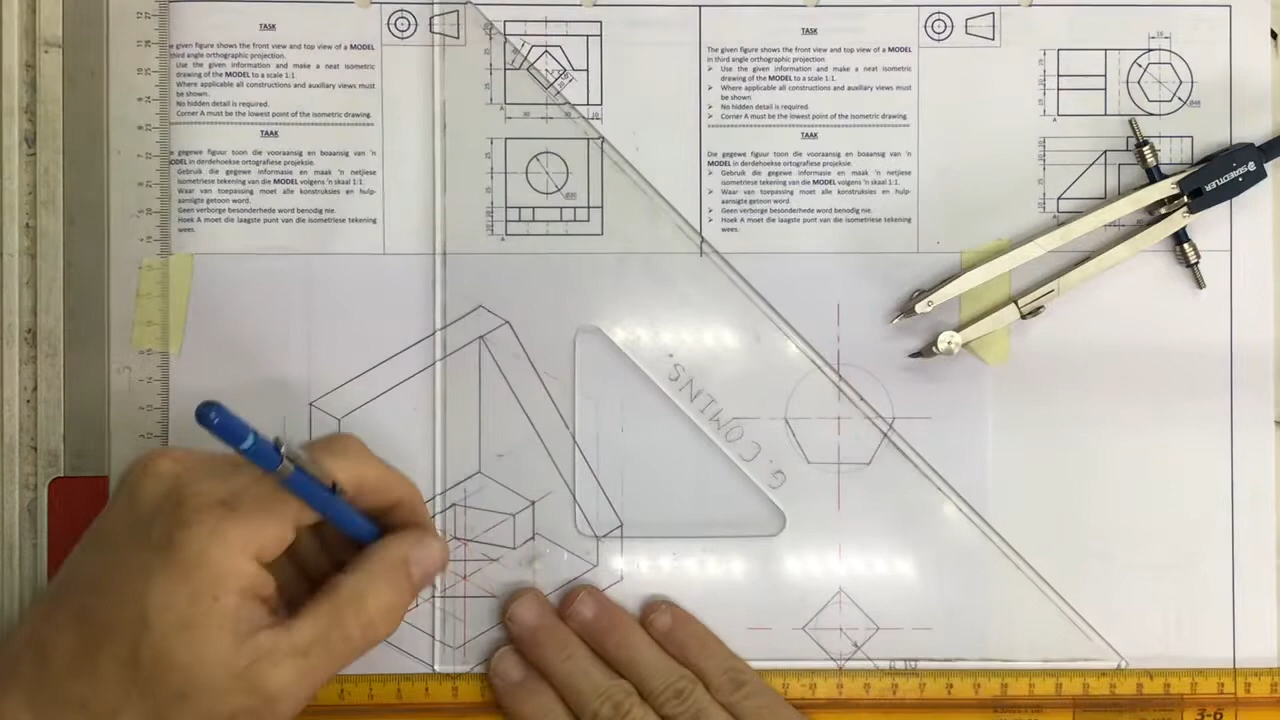 TASK
given figure shows the front view and top view of a MODEL
third angle orthographic projection.
Use the given information and make a neat isometric
drawing of the MODEL to a scale 1:1.
Where applicable all constructions and auxiliary views must
be shown.
No hidden detail is required.
Corner A must be the lowest point of the isometric drawing.
TAAK
gegewe figuur toon die vooraansig en boaansig van 'n
in derdehoekse ortografiese projeksie.
Gebruik die gegewe informasie en maak 'n netjiese
isometriese tekening van die MODEL volgens 'n skaal 1:1.
Waar van toepassing moet alle konstruksies en hulp-
aansigte getoon word.
Geen verborge besonderhede word benodig nie.
Hoek A moet die laagste punt van die isometriese tekening
wees.
TASK
The given figure shows the front view and top view of a MODEL
in third angle orthographic projection.
➢ Use the given information and make a neat isometric
drawing of the MODEL to a scale 1:1.
➢ Where applicable all constructions and auxiliary views must
be shown.
➢ No hidden detail is required.
➢ Corner A must be the lowest point of the isometric drawing.
TAAK
Die gegewe figuur toon die vooraansig en boaansig van 'n
MODEL in derdehoekse ortografiese projeksie.
➢ Gebruik die gegewe informasie en maak 'n netjiese
isometriese tekening van die MODEL volgens 'n skaal 1:1.
➢ Waar van toepassing moet alle konstruksies en hulp-
aansigte getoon word.
➢ Geen verborge besonderhede word benodig nie.
➢ Hoek A moet die laagste punt van die isometriese tekening
wees.
G. COMINS.
STAEDTLER
3-6